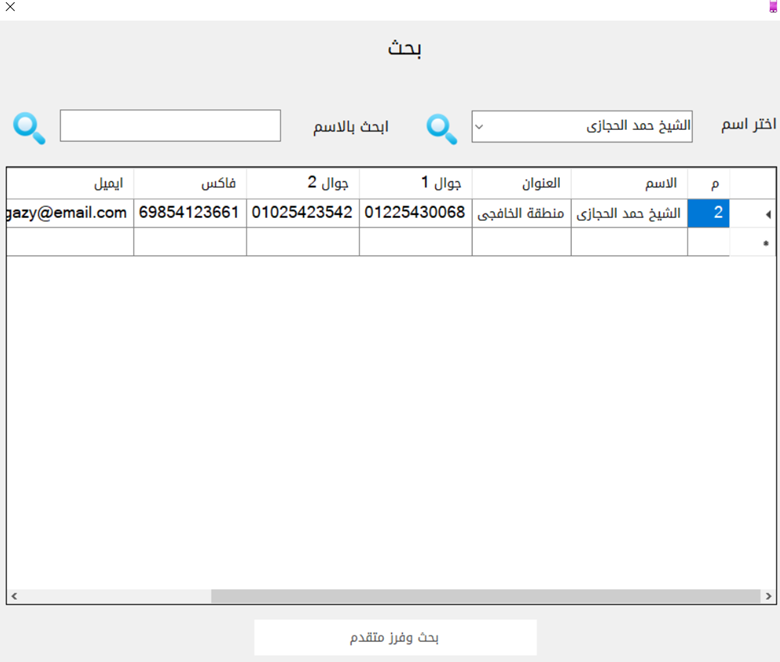 بحث
اختر اسم الشيخ حمد الحجازى ابحث بالاسم
م الاسم العنوان جوال 1 جوال 2 فاكس ايميل
2 الشيخ حمد الحجازى منطقة الخافجى 01225430068 01025423542 69854123661 gazy@email.com
بحث وفرز متقدم